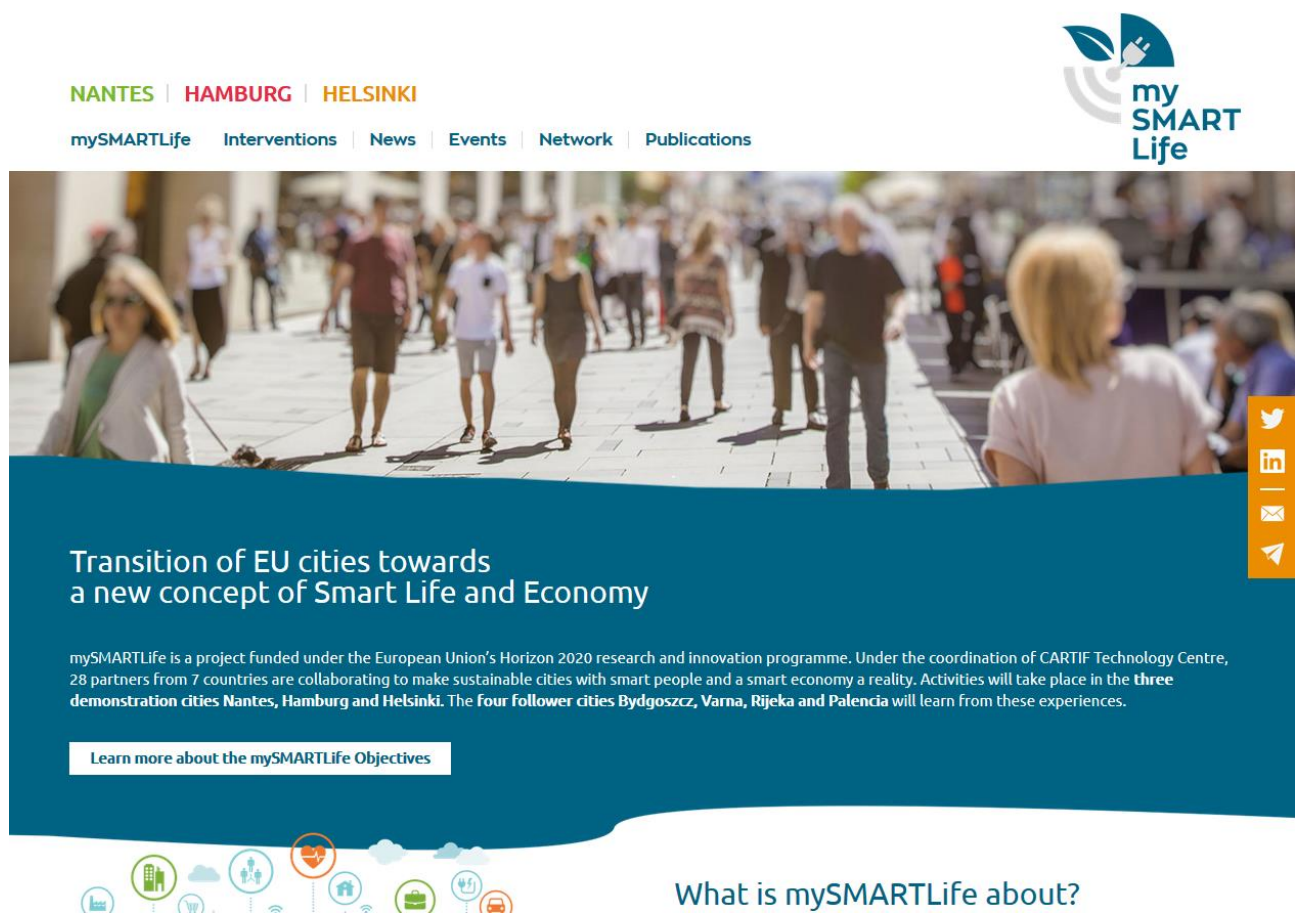 NANTES | HAMBURG | HELSINKI
mySMARTLife Interventions | News | Events | Network | Publications
my
SMART
Life
in
Transition of EU cities towards
a new concept of Smart Life and Economy
mySMARTLife is a project funded under the European Union's Horizon 2020 research and innovation programme. Under the coordination of CARTIF Technology Centre,
28 partners from 7 countries are collaborating to make sustainable cities with smart people and a smart economy a reality. Activities will take place in the three
demonstration cities Nantes, Hamburg and Helsinki. The four follower cities Bydgoszcz, Varna, Rijeka and Palencia will learn from these experiences.
Learn more about the mySMARTLife Objectives
What is mySMARTLife about?